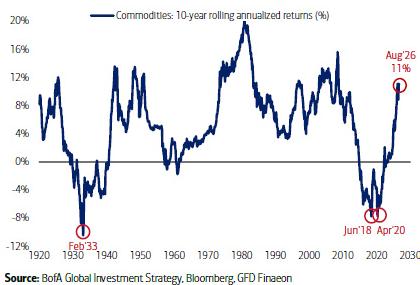 Commodities: 10-year rolling annualized returns (%)
20%
16%
12%
8%
4%
0%
-4%
-8%
-12%
Aug'26
11%
Feb'33
Jun'18 Apr'20
1920 1930 1940 1950 1960 1970 1980 1990 2000 2010 2020 2030
Source: BofA Global Investment Strategy, Bloomberg, GFD Finaeon